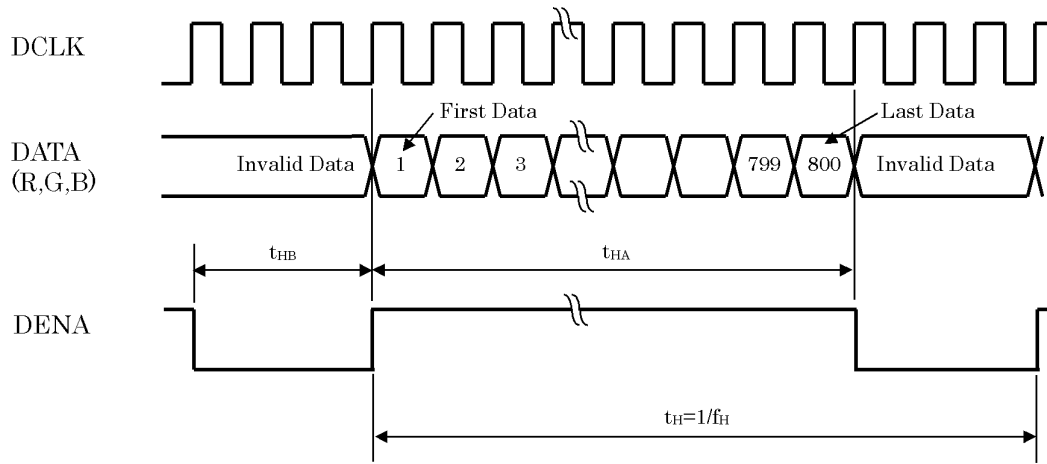 DCLK
First Data
Last Data
DATA
(R,G,B)
Invalid Data 1 2 3 799 800 Invalid Data
tHB tHA
DENA
tH=1/fH